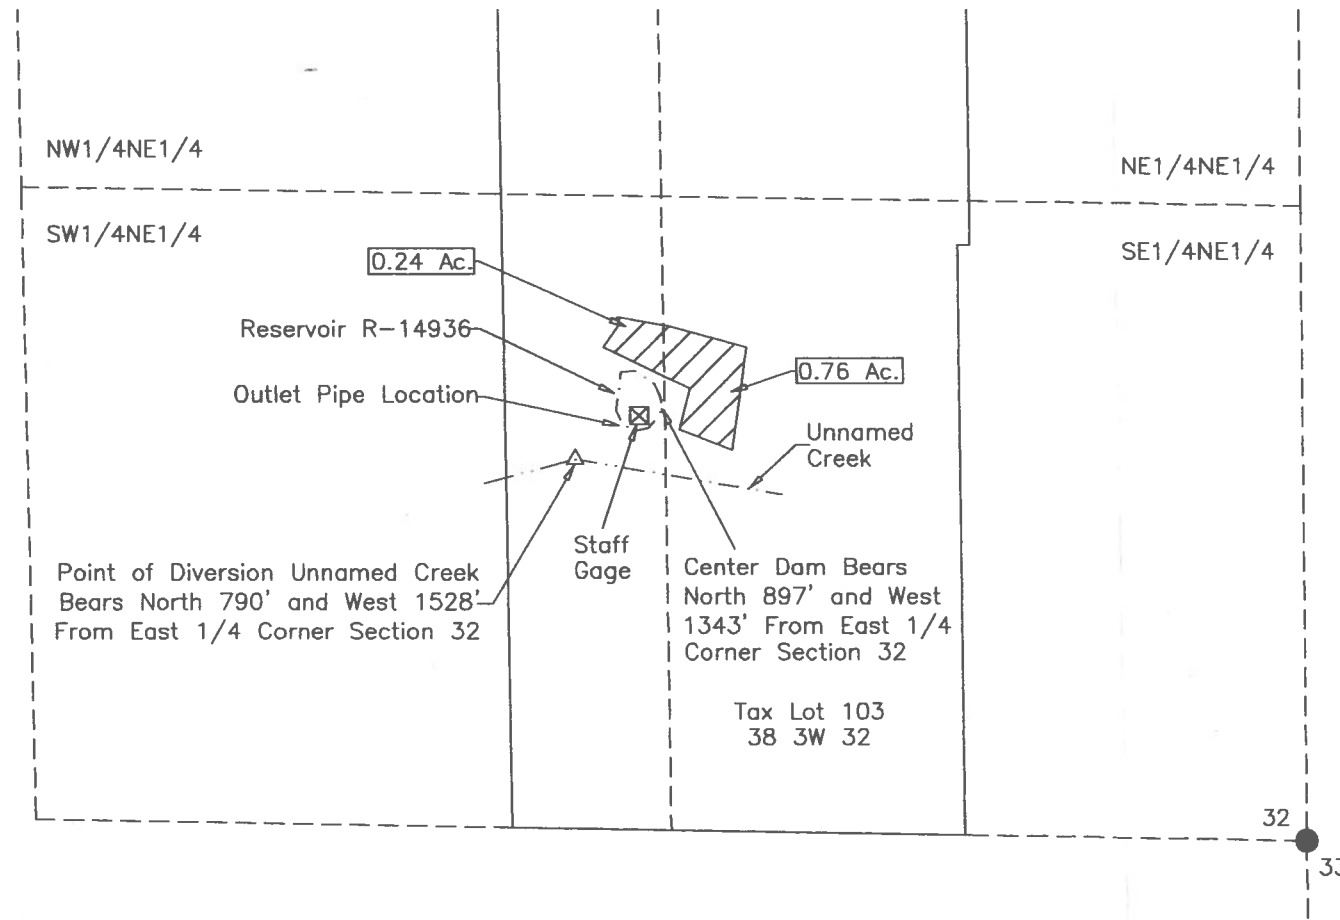 NW1/4NE1/4
NE1/4NE1/4
SW1/4NE1/4
SE1/4NE1/4
0.24 Ac.
Reservoir R-14936
0.76 Ac.
Outlet Pipe Location
Unnamed
Creek
Staff
Gage
Point of Diversion Unnamed Creek
Bears North 790' and West 1528'
From East 1/4 Corner Section 32
Center Dam Bears
North 897' and West
1343' From East 1/4
Corner Section 32
Tax Lot 103
38 3W 32
32
33